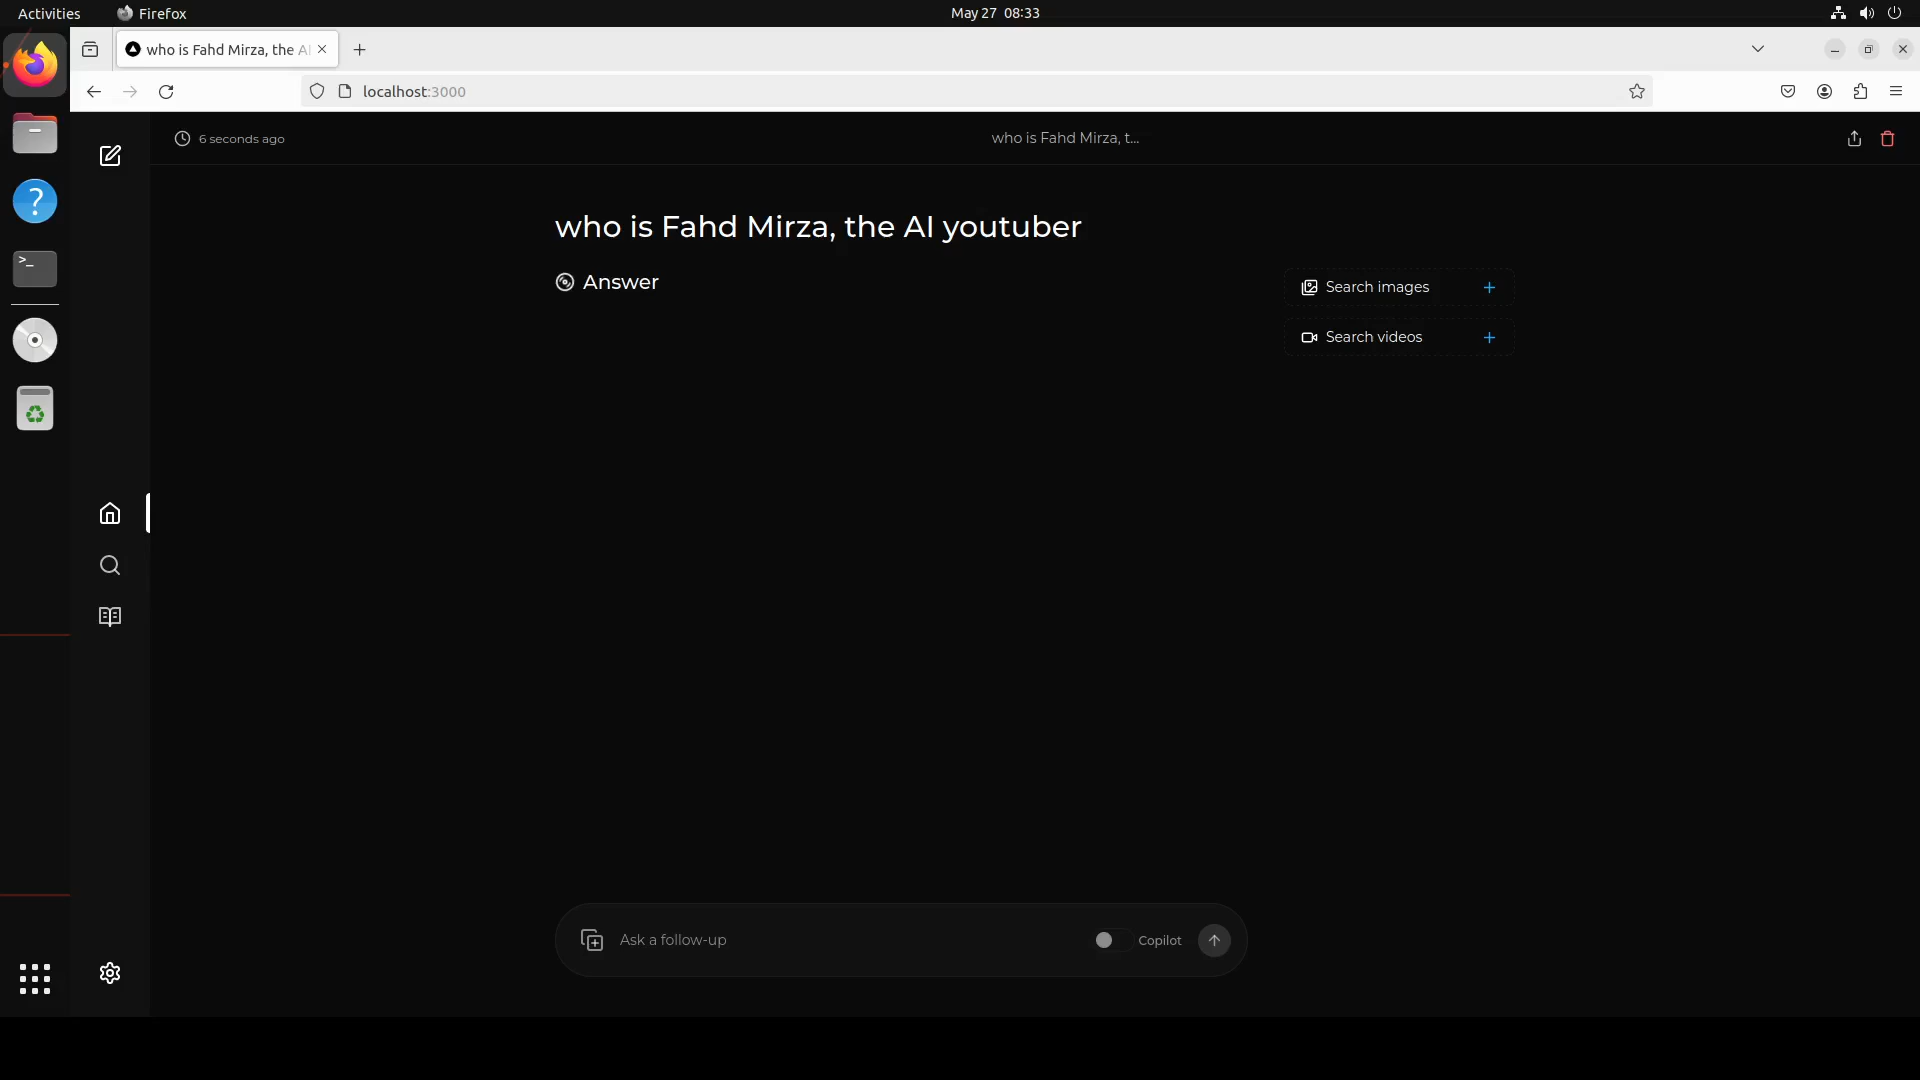 Activities
Firefox
May 27 08:33
who is Fahd Mirza, the AI
localhost:3000
6 seconds ago
who is Fahd Mirza, t...
who is Fahd Mirza, the AI youtuber
Answer
Search images
Search videos
Ask a follow-up
Copilot